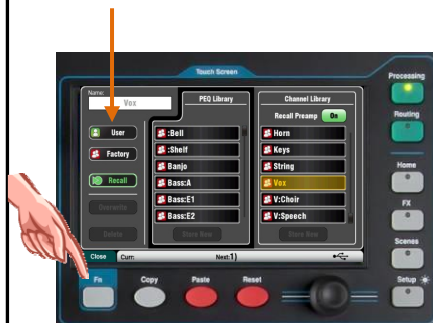 Touch Screen
Processing
Name:
Vox
PEQ Library
Channel Library
Recall Preamp On
Routing
User
:Bell
Horn
Factory
:Shelf
Keys
Home
Banjo
String
Recall
Bass:A
Vox
FX
Overwrite
Bass:E1
V:Choir
Bass:E2
V:Speech
Scenes
Delete
Store New
Store New
Close
Curr:
Next:1)
Fn
Copy
Paste
Reset
Setup